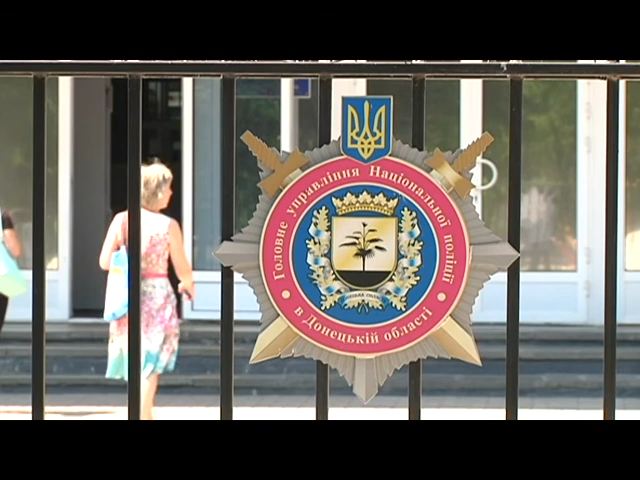 Головне управління Національної поліції
в Донецькій області